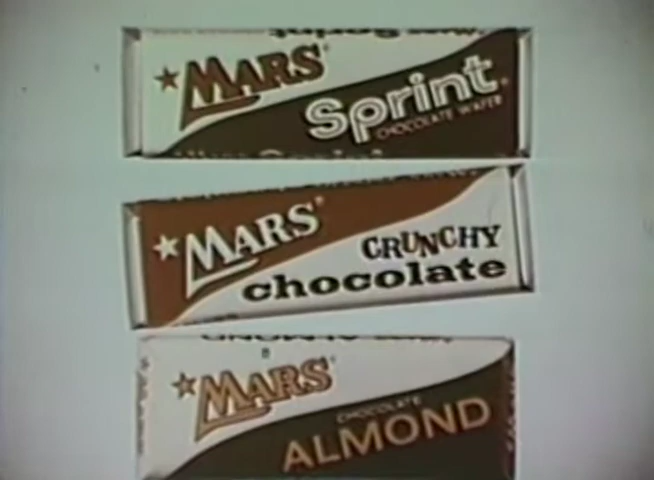 MARS
Sprint
CHOCOLATE WAFER
MARS
CRUNCHY
chocolate
MARS
CHOCOLATE
ALMOND